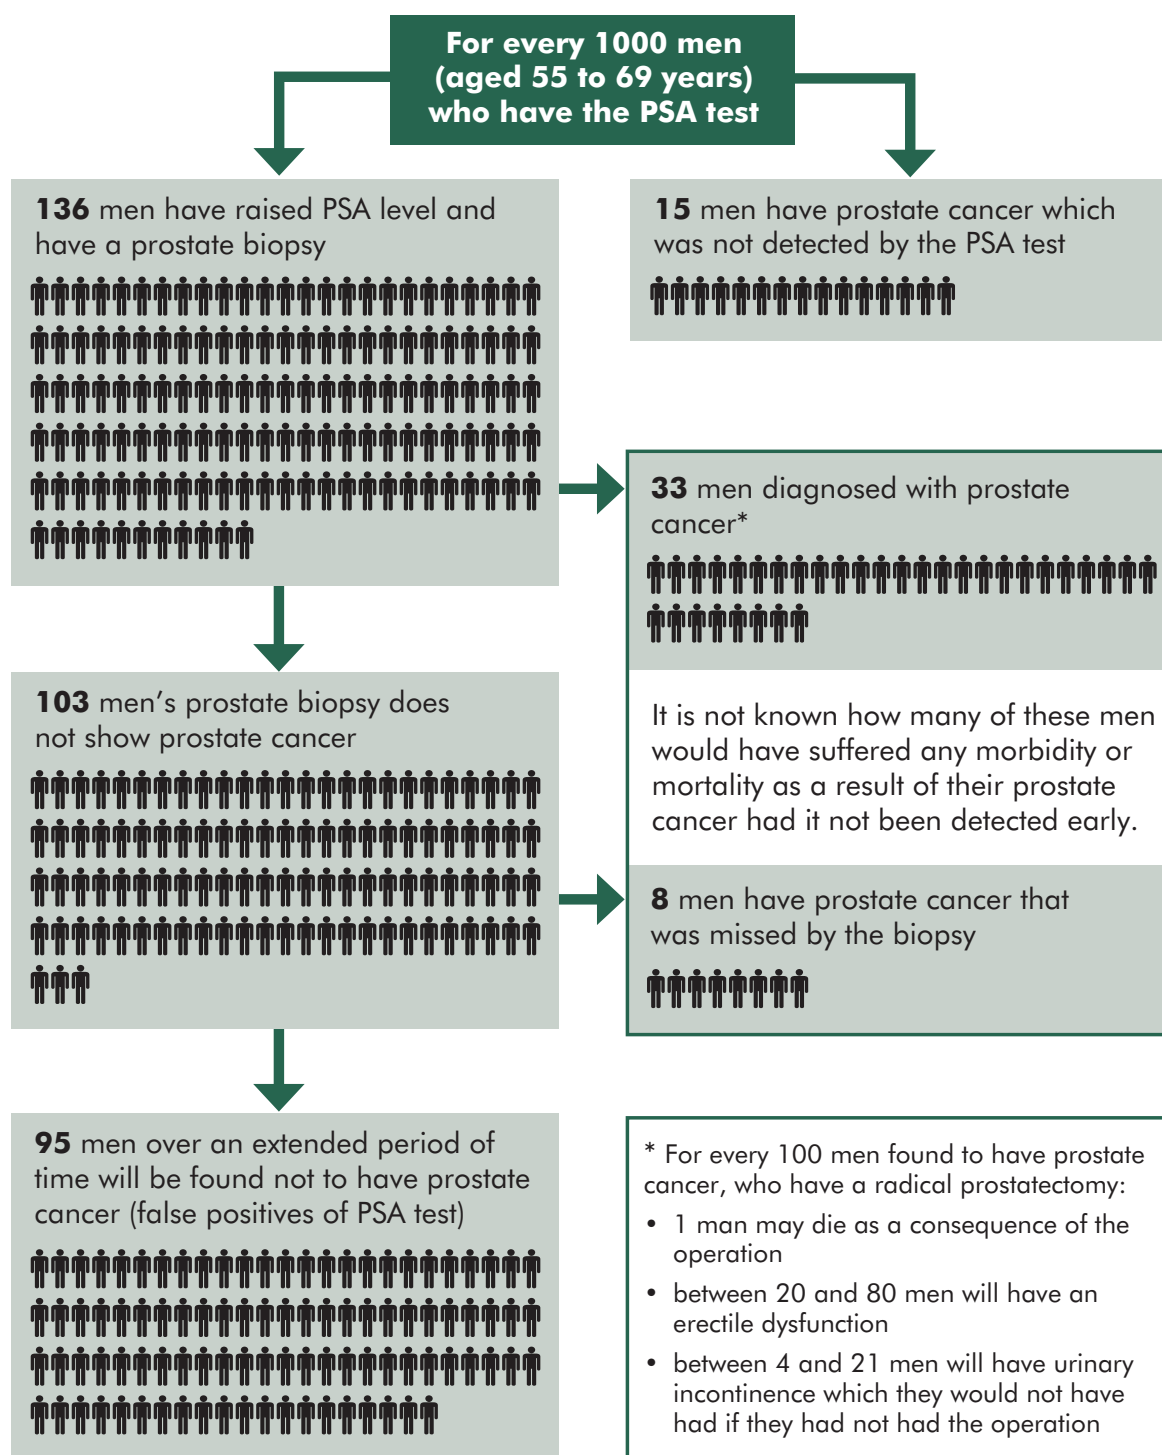 For every 1000 men
(aged 55 to 69 years)
who have the PSA test
136 men have raised PSA level and
have a prostate biopsy
15 men have prostate cancer which
was not detected by the PSA test
33 men diagnosed with prostate
cancer*
103 men’s prostate biopsy does
not show prostate cancer
It is not known how many of these men
would have suffered any morbidity or
mortality as a result of their prostate
cancer had it not been detected early.
8 men have prostate cancer that
was missed by the biopsy
95 men over an extended period of
time will be found not to have prostate
cancer (false positives of PSA test)
* For every 100 men found to have prostate
cancer, who have a radical prostatectomy:
• 1 man may die as a consequence of the
operation
• between 20 and 80 men will have an
erectile dysfunction
• between 4 and 21 men will have urinary
incontinence which they would not have
had if they had not had the operation